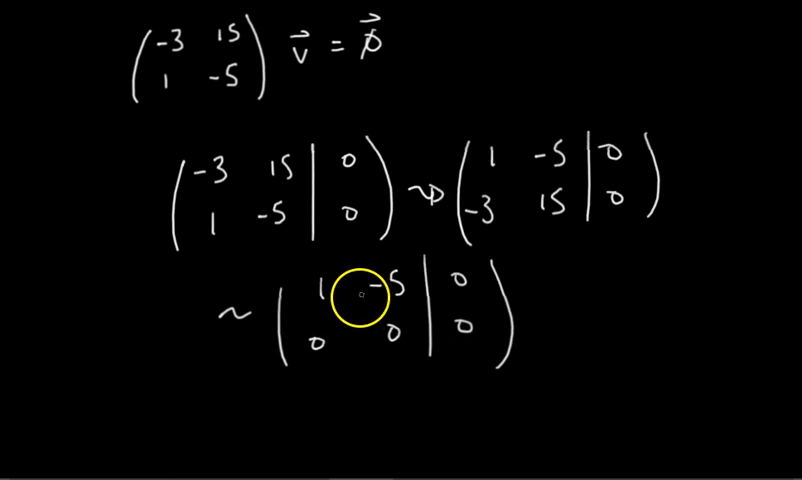 ( -3 15 ) v⃗ = 0⃗
( 1 -5 )
( -3 15 | 0 ) ⇝ ( 1 -5 | 0 )
( 1 -5 | 0 ) ( -3 15 | 0 )
~ ( 1 -5 | 0 )
( 0 0 | 0 )